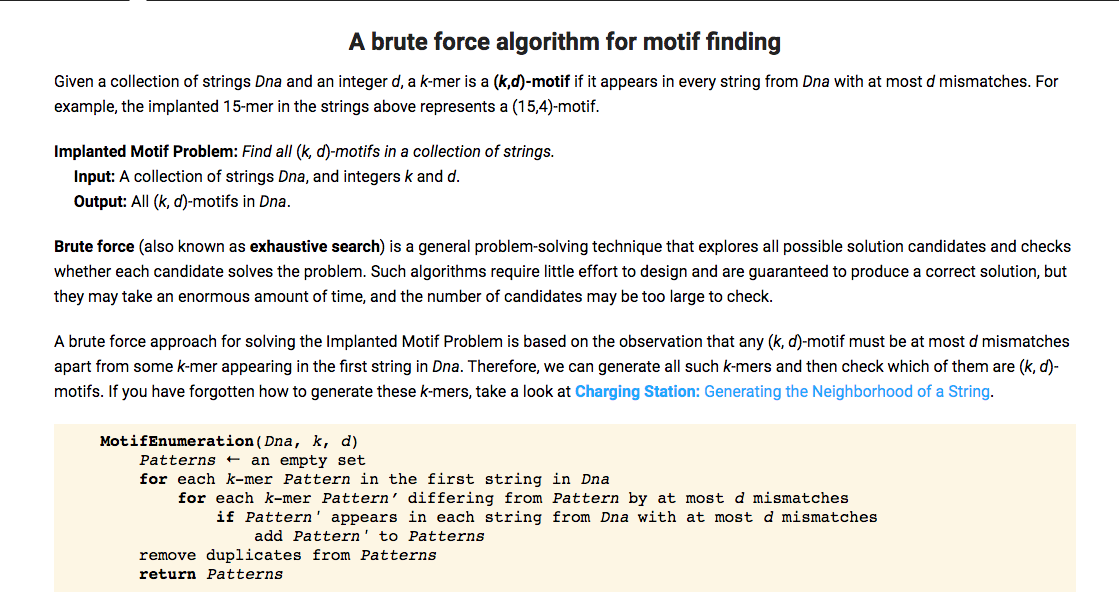 A brute force algorithm for motif finding
Given a collection of strings Dna and an integer d, a k-mer is a (k,d)-motif if it appears in every string from Dna with at most d mismatches. For
example, the implanted 15-mer in the strings above represents a (15,4)-motif.
Implanted Motif Problem: Find all (k, d)-motifs in a collection of strings.
Input: A collection of strings Dna, and integers k and d.
Output: All (k, d)-motifs in Dna.
Brute force (also known as exhaustive search) is a general problem-solving technique that explores all possible solution candidates and checks
whether each candidate solves the problem. Such algorithms require little effort to design and are guaranteed to produce a correct solution, but
they may take an enormous amount of time, and the number of candidates may be too large to check.
A brute force approach for solving the Implanted Motif Problem is based on the observation that any (k, d)-motif must be at most d mismatches
apart from some k-mer appearing in the first string in Dna. Therefore, we can generate all such k-mers and then check which of them are (k, d)-
motifs. If you have forgotten how to generate these k-mers, take a look at Charging Station: Generating the Neighborhood of a String.
MotifEnumeration(Dna, k, d)
Patterns ← an empty set
for each k-mer Pattern in the first string in Dna
for each k-mer Pattern’ differing from Pattern by at most d mismatches
if Pattern' appears in each string from Dna with at most d mismatches
add Pattern' to Patterns
remove duplicates from Patterns
return Patterns